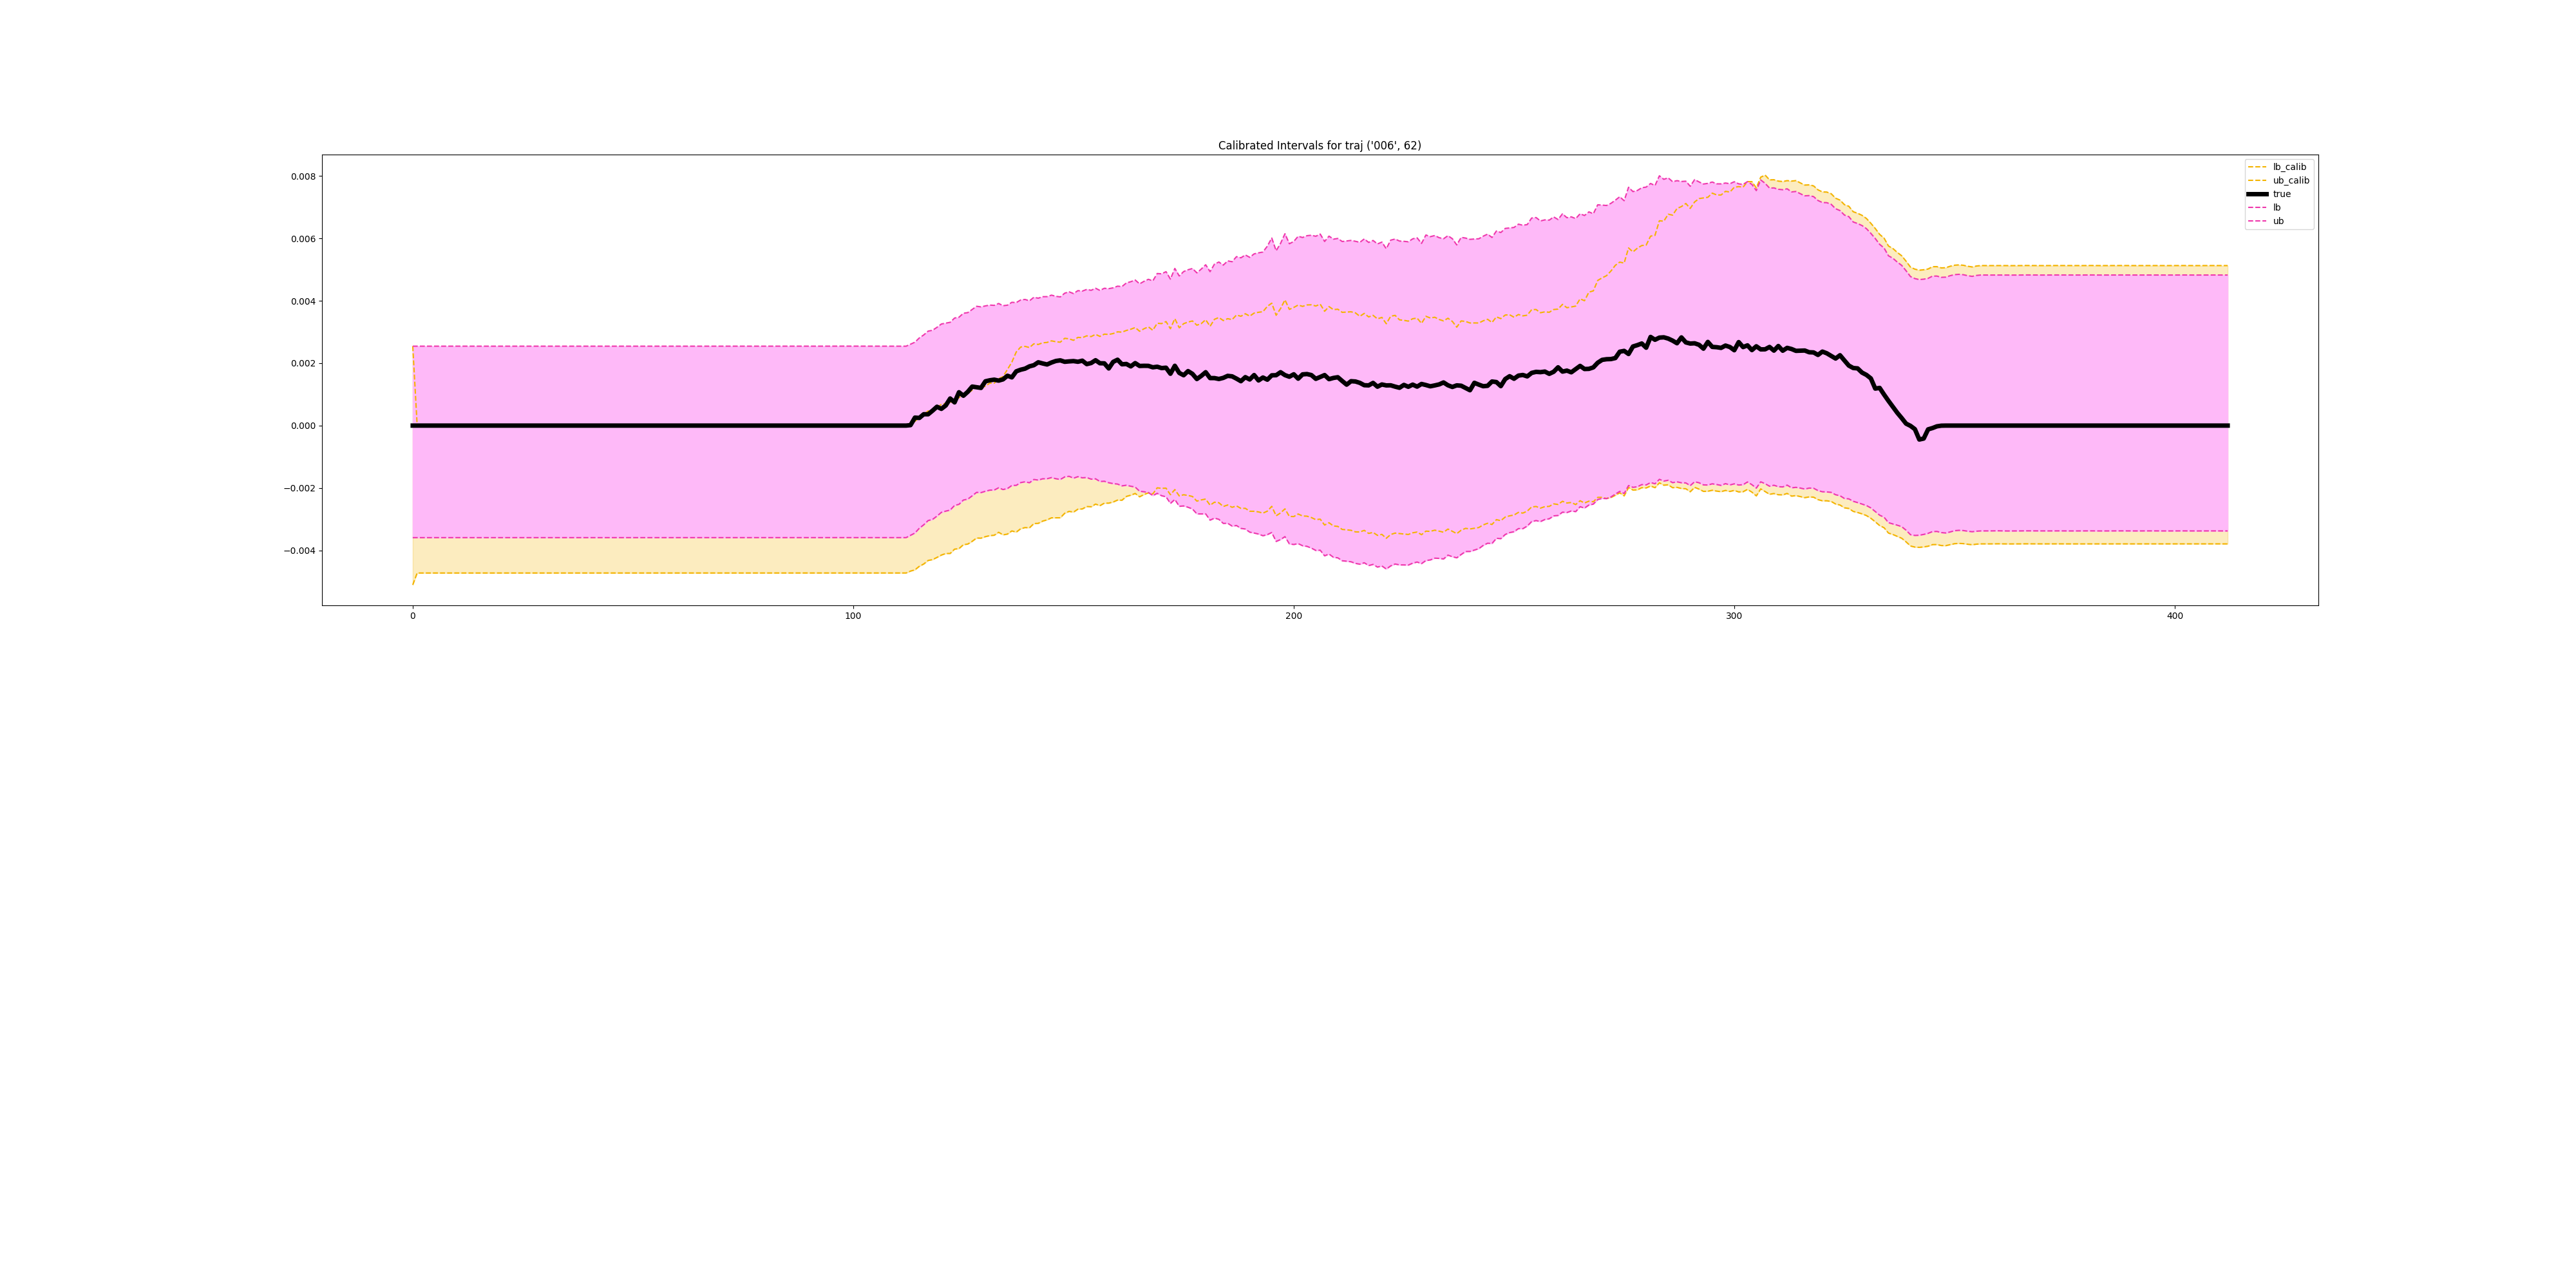 Calibrated Intervals for traj ('006', 62)
0.008
0.006
0.004
0.002
0.000
−0.002
−0.004
0 100 200 300 400
lb_calib
ub_calib
true
lb
ub